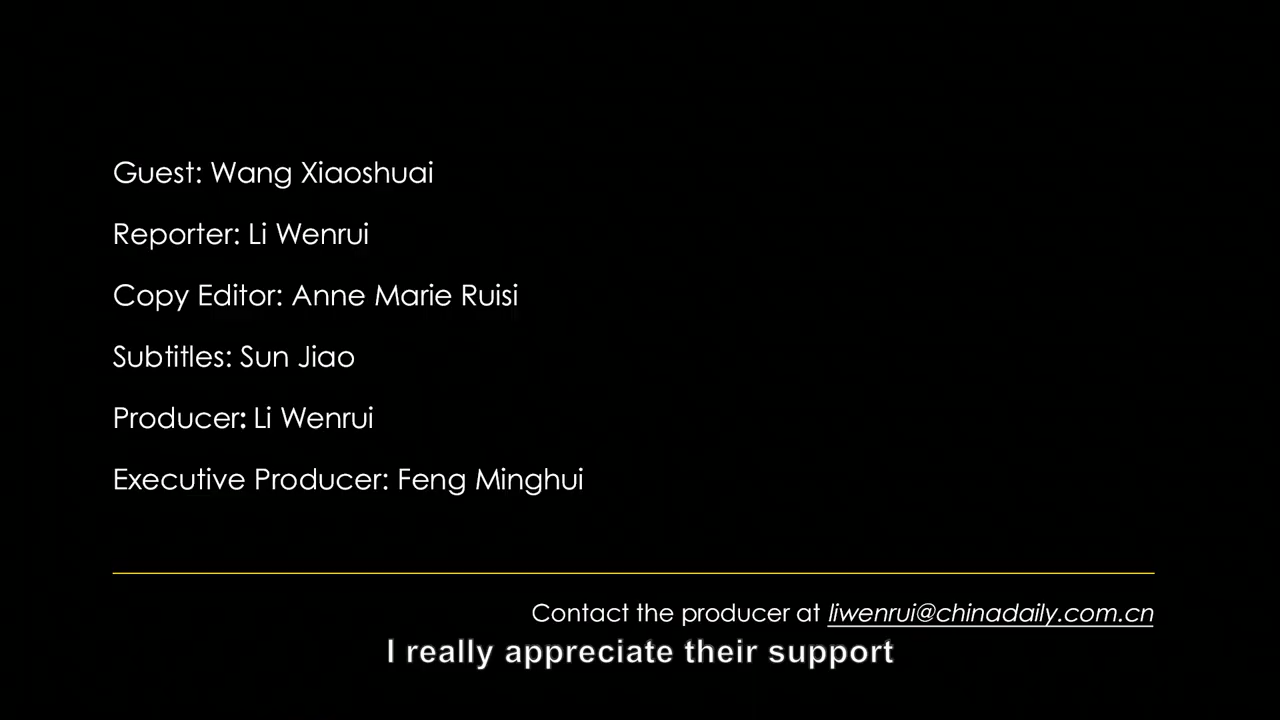 Guest: Wang Xiaoshuai
Reporter: Li Wenrui
Copy Editor: Anne Marie Ruisi
Subtitles: Sun Jiao
Producer: Li Wenrui
Executive Producer: Feng Minghui
Contact the producer at liwenrui@chinadaily.com.cn
I really appreciate their support